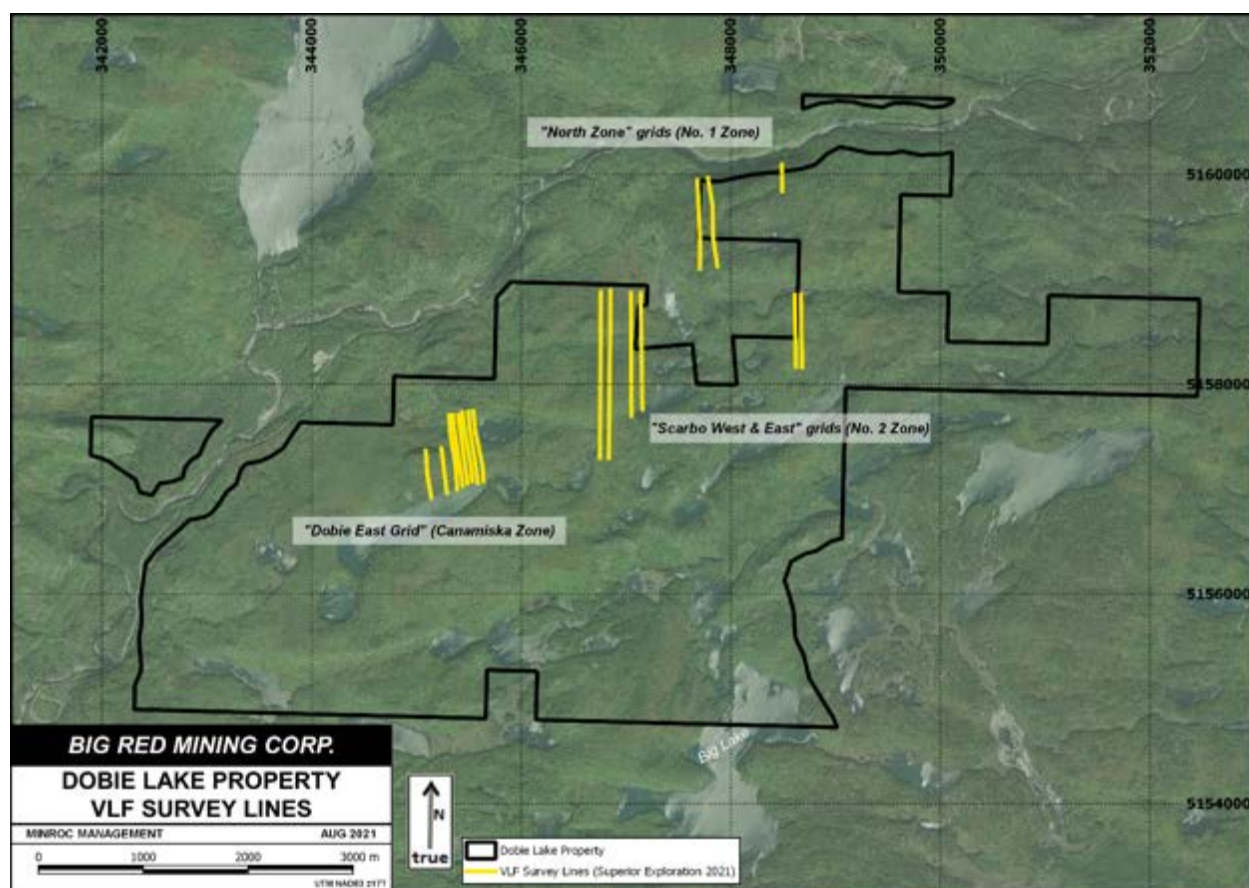 342000
344000
346000
348000
350000
352000
"North Zone" grids (No. 1 Zone)
5160000
5158000
"Scarbo West & East" grids (No. 2 Zone)
"Dobie East Grid" (Canamiska Zone)
5156000
Big Lake
5154000
BIG RED MINING CORP.
DOBIE LAKE PROPERTY
VLF SURVEY LINES
MINROC MANAGEMENT AUG 2021
0 1000 2000 3000 m
UTM NAD83 z17T
N
true
Dobie Lake Property
VLF Survey Lines (Superior Exploration 2021)